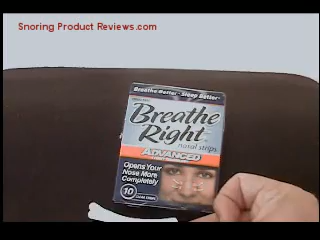 Snoring Product Reviews.com
Breathe Better · Sleep Better
Breathe
Right
nasal strips
ADVANCED
Opens Your
Nose More
Completely
10